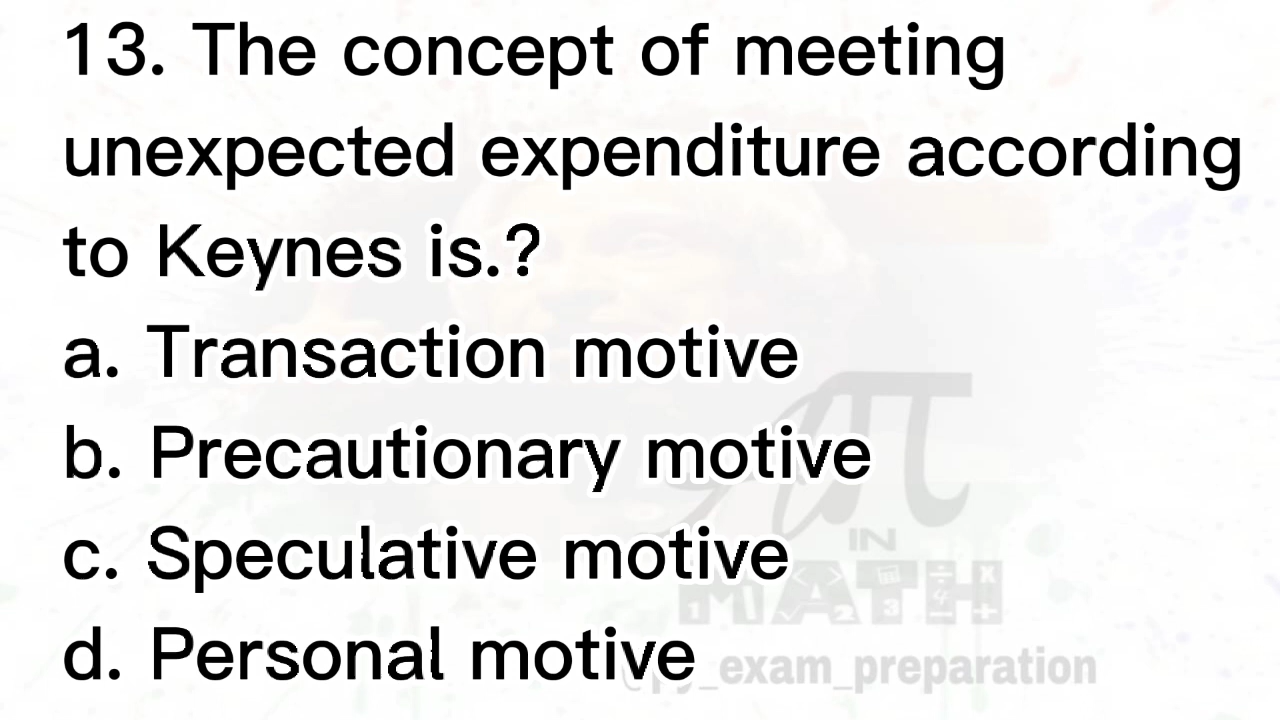 13. The concept of meeting
unexpected expenditure according
to Keynes is.?
a. Transaction motive
b. Precautionary motive
c. Speculative motive
d. Personal motive
IN
MATH
_exam_preparation